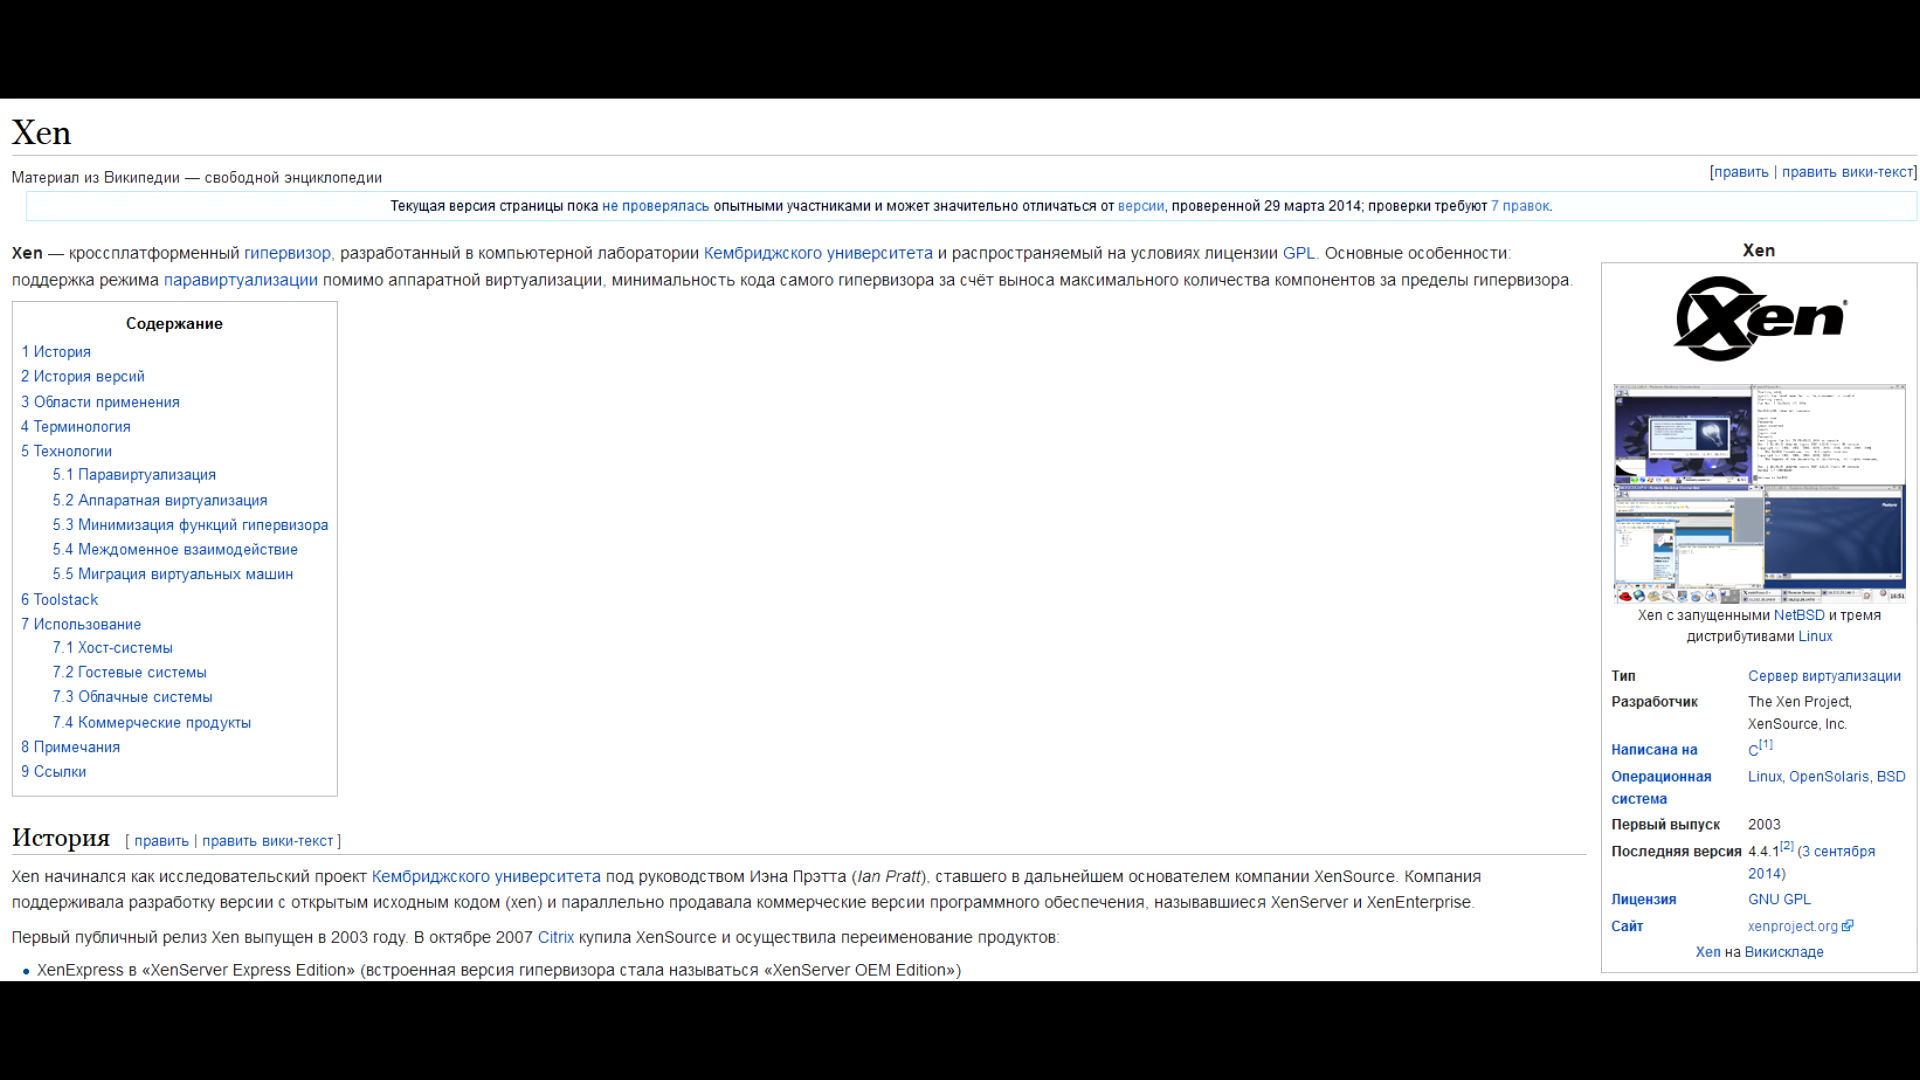 Xen
[править | править вики-текст]
Материал из Википедии — свободной энциклопедии
Текущая версия страницы пока не проверялась опытными участниками и может значительно отличаться от версии, проверенной 29 марта 2014; проверки требуют 7 правок.
Xen — кроссплатформенный гипервизор, разработанный в компьютерной лаборатории Кембриджского университета и распространяемый на условиях лицензии GPL. Основные особенности:
поддержка режима паравиртуализации помимо аппаратной виртуализации, минимальность кода самого гипервизора за счёт выноса максимального количества компонентов за пределы гипервизора.
Содержание
1 История
2 История версий
3 Области применения
4 Терминология
5 Технологии
5.1 Паравиртуализация
5.2 Аппаратная виртуализация
5.3 Минимизация функций гипервизора
5.4 Междоменное взаимодействие
5.5 Миграция виртуальных машин
6 Toolstack
7 Использование
7.1 Хост-системы
7.2 Гостевые системы
7.3 Облачные системы
7.4 Коммерческие продукты
8 Примечания
9 Ссылки
История [ править | править вики-текст ]
Xen начинался как исследовательский проект Кембриджского университета под руководством Иэна Прэтта (Ian Pratt), ставшего в дальнейшем основателем компании XenSource. Компания
поддерживала разработку версии с открытым исходным кодом (xen) и параллельно продавала коммерческие версии программного обеспечения, называвшиеся XenServer и XenEnterprise.
Первый публичный релиз Xen выпущен в 2003 году. В октябре 2007 Citrix купила XenSource и осуществила переименование продуктов:
• XenExpress в «XenServer Express Edition» (встроенная версия гипервизора стала называться «XenServer OEM Edition»)
Xen
Xen®
Xen с запущенными NetBSD и тремя
дистрибутивами Linux
Тип Сервер виртуализации
Разработчик The Xen Project,
XenSource, Inc.
Написана на C[1]
Операционная Linux, OpenSolaris, BSD
система
Первый выпуск 2003
Последняя версия 4.4.1[2] (3 сентября
2014)
Лицензия GNU GPL
Сайт xenproject.org
Xen на Викискладе